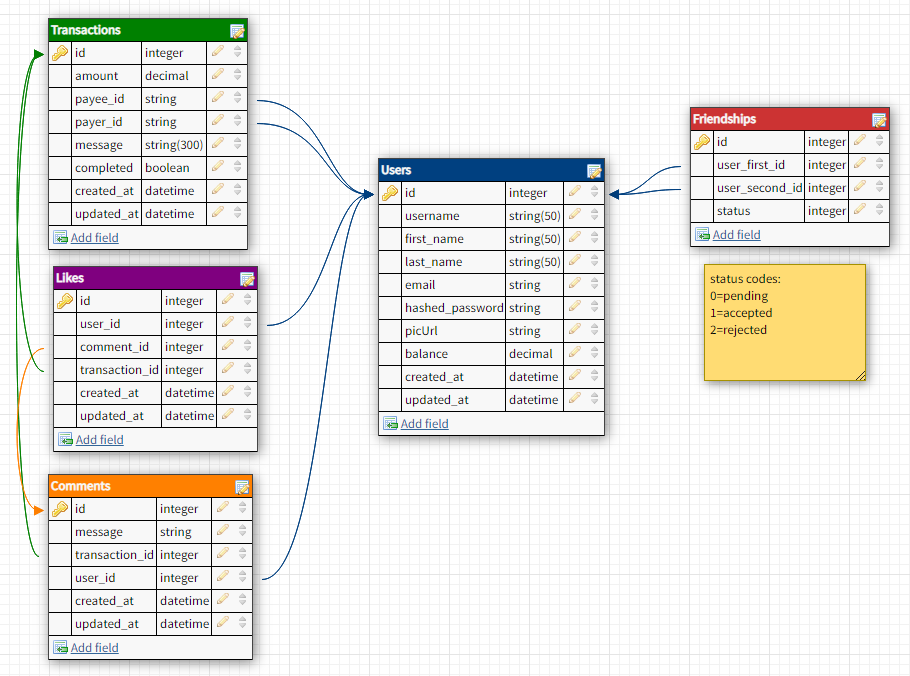 Transactions
id integer
amount decimal
payee_id string
payer_id string
message string(300)
completed boolean
created_at datetime
updated_at datetime
Add field
Likes
id integer
user_id integer
comment_id integer
transaction_id integer
created_at datetime
updated_at datetime
Add field
Comments
id integer
message string
transaction_id integer
user_id integer
created_at datetime
updated_at datetime
Add field
Users
id integer
username string(50)
first_name string(50)
last_name string(50)
email string
hashed_password string
picUrl string
balance decimal
created_at datetime
updated_at datetime
Add field
Friendships
id integer
user_first_id integer
user_second_id integer
status integer
Add field
status codes:
0=pending
1=accepted
2=rejected